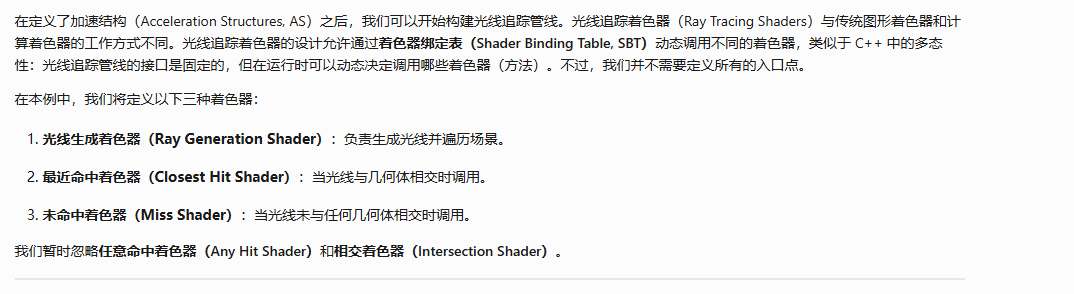 在定义了加速结构（Acceleration Structures, AS）之后，我们可以开始构建光线追踪管线。光线追踪着色器（Ray Tracing Shaders）与传统图形着色器和计
算着色器的工作方式不同。光线追踪着色器的设计允许通过着色器绑定表（Shader Binding Table, SBT）动态调用不同的着色器，类似于 C++ 中的多态
性：光线追踪管线的接口是固定的，但在运行时可以动态决定调用哪些着色器（方法）。不过，我们并不需要定义所有的入口点。
在本例中，我们将定义以下三种着色器：
1. 光线生成着色器（Ray Generation Shader）：负责生成光线并遍历场景。
2. 最近命中着色器（Closest Hit Shader）：当光线与几何体相交时调用。
3. 未命中着色器（Miss Shader）：当光线未与任何几何体相交时调用。
我们暂时忽略任意命中着色器（Any Hit Shader）和相交着色器（Intersection Shader）。